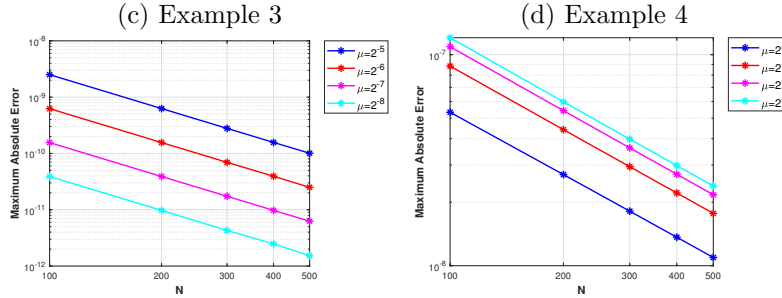 (c) Example 3
(d) Example 4
10^-8
10^-9
10^-10
10^-11
10^-12
Maximum Absolute Error
100 200 300 400 500
N
μ=2^-5
μ=2^-6
μ=2^-7
μ=2^-8
10^-7
10^-8
Maximum Absolute Error
100 200 300 400 500
N
μ=2
μ=2
μ=2
μ=2